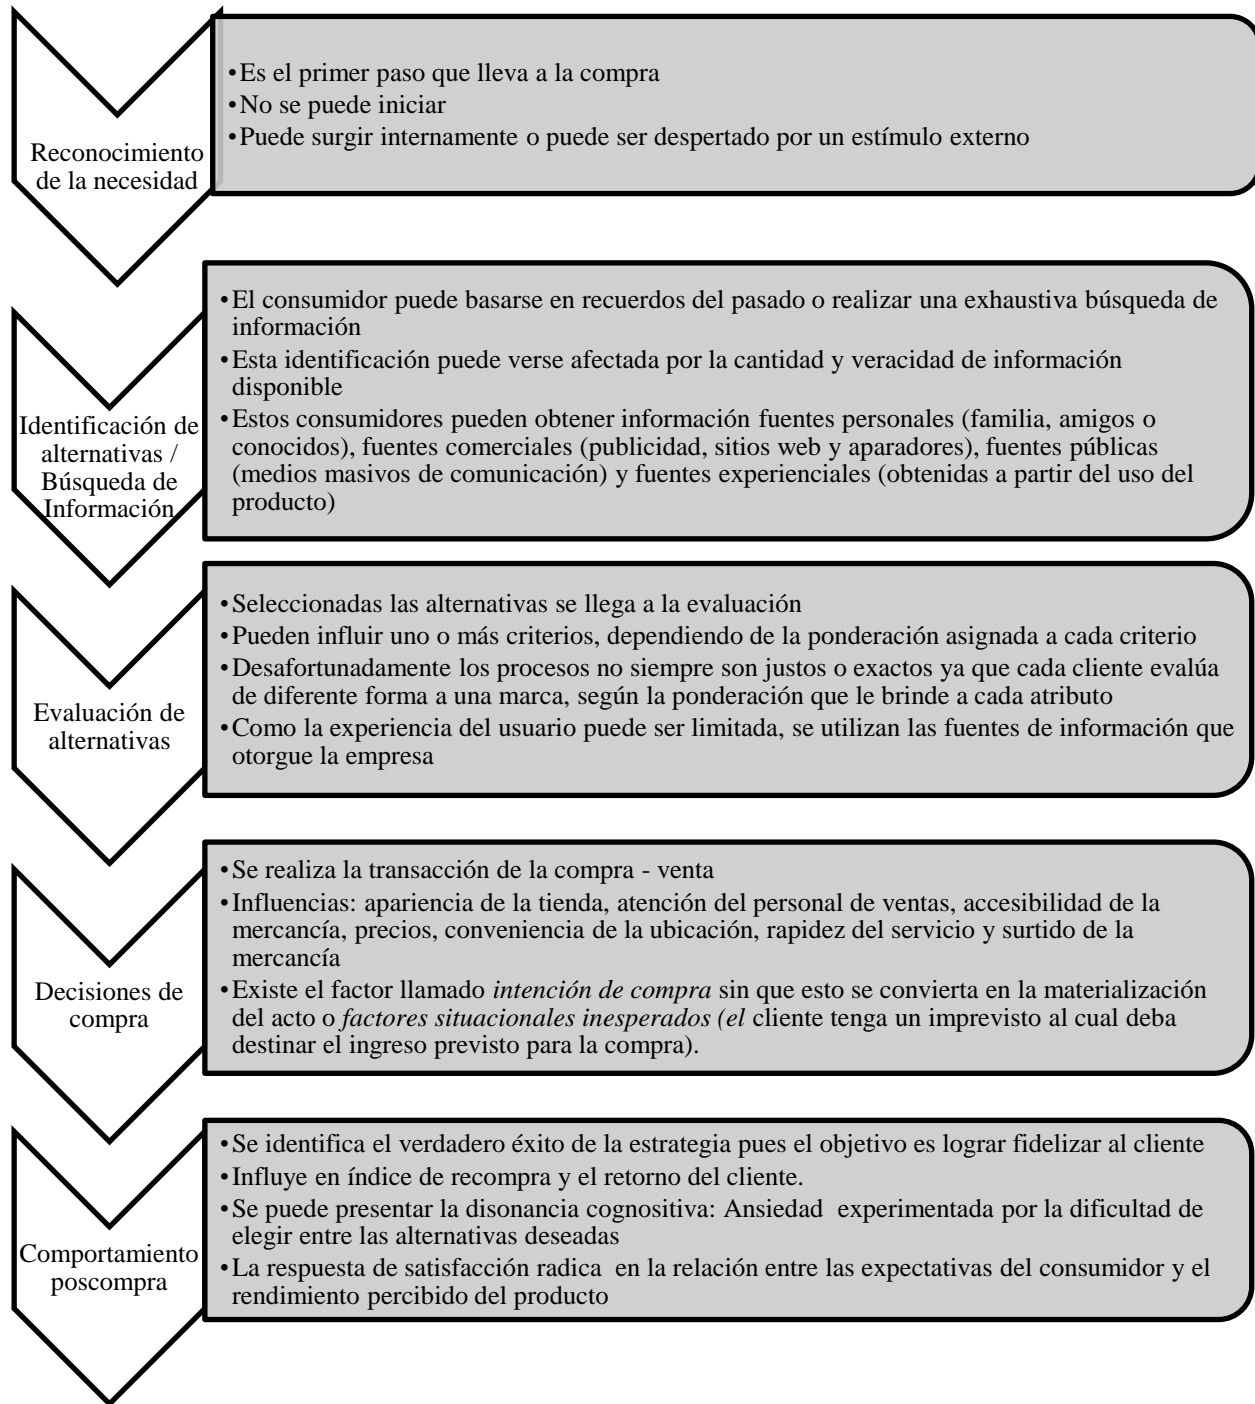 Reconocimiento
de la necesidad
•Es el primer paso que lleva a la compra
•No se puede iniciar
•Puede surgir internamente o puede ser despertado por un estímulo externo
Identificación de
alternativas /
Búsqueda de
Información
•El consumidor puede basarse en recuerdos del pasado o realizar una exhaustiva búsqueda de
información
•Esta identificación puede verse afectada por la cantidad y veracidad de información
disponible
•Estos consumidores pueden obtener información fuentes personales (familia, amigos o
conocidos), fuentes comerciales (publicidad, sitios web y aparadores), fuentes públicas
(medios masivos de comunicación) y fuentes experienciales (obtenidas a partir del uso del
producto)
Evaluación de
alternativas
•Seleccionadas las alternativas se llega a la evaluación
•Pueden influir uno o más criterios, dependiendo de la ponderación asignada a cada criterio
•Desafortunadamente los procesos no siempre son justos o exactos ya que cada cliente evalúa
de diferente forma a una marca, según la ponderación que le brinde a cada atributo
•Como la experiencia del usuario puede ser limitada, se utilizan las fuentes de información que
otorgue la empresa
Decisiones de
compra
•Se realiza la transacción de la compra - venta
•Influencias: apariencia de la tienda, atención del personal de ventas, accesibilidad de la
mercancía, precios, conveniencia de la ubicación, rapidez del servicio y surtido de la
mercancía
•Existe el factor llamado intención de compra sin que esto se convierta en la materialización
del acto o factores situacionales inesperados (el cliente tenga un imprevisto al cual deba
destinar el ingreso previsto para la compra).
Comportamiento
poscompra
•Se identifica el verdadero éxito de la estrategia pues el objetivo es lograr fidelizar al cliente
•Influye en índice de recompra y el retorno del cliente.
•Se puede presentar la disonancia cognositiva: Ansiedad  experimentada por la dificultad de
elegir entre las alternativas deseadas
•La respuesta de satisfacción radica  en la relación entre las expectativas del consumidor y el
rendimiento percibido del producto